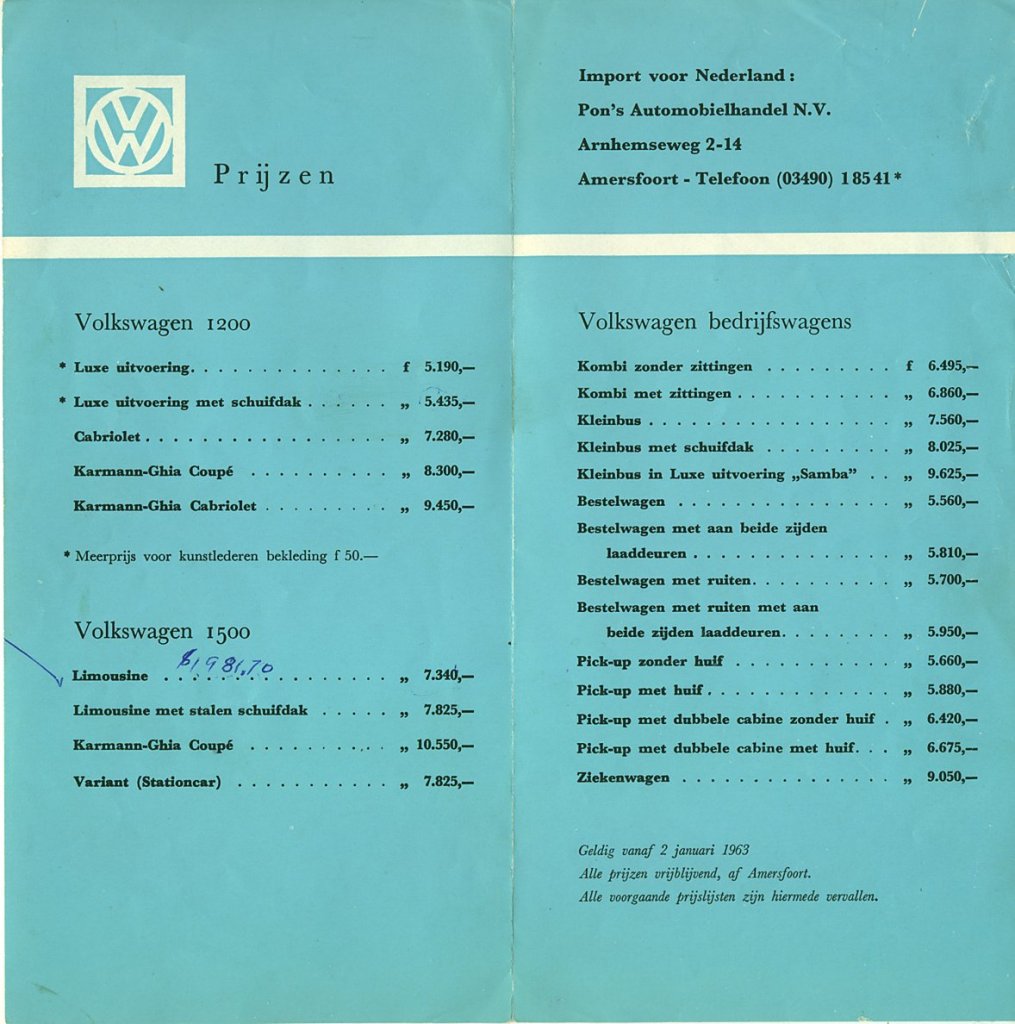 VW
Prijzen
Import voor Nederland :
Pon's Automobielhandel N.V.
Arnhemseweg 2-14
Amersfoort - Telefoon (03490) 1 85 41 *
Volkswagen 1200
* Luxe uitvoering. . . . . . . . . . . . . . f 5.190,—
* Luxe uitvoering met schuifdak . . . . . . „ 5.435,—
Cabriolet . . . . . . . . . . . . . . . . . „ 7.280,—
Karmann-Ghia Coupé . . . . . . . . . . „ 8.300,—
Karmann-Ghia Cabriolet . . . . . . . . . „ 9.450,—
* Meerprijs voor kunstlederen bekleding f 50.—
Volkswagen 1500
$1981,70
Limousine . . . . . . . . . . . . . . . . „ 7.340,—
Limousine met stalen schuifdak . . . . . „ 7.825,—
Karmann-Ghia Coupé . . . . . . . . . . „ 10.550,—
Variant (Stationcar) . . . . . . . . . . . „ 7.825,—
Volkswagen bedrijfswagens
Kombi zonder zittingen . . . . . . . . . f 6.495,—
Kombi met zittingen . . . . . . . . . . . „ 6.860,—
Kleinbus . . . . . . . . . . . . . . . . . „ 7.560,—
Kleinbus met schuifdak . . . . . . . . . „ 8.025,—
Kleinbus in Luxe uitvoering „Samba” . . „ 9.625,—
Bestelwagen . . . . . . . . . . . . . . . „ 5.560,—
Bestelwagen met aan beide zijden
laaddeuren . . . . . . . . . . . . . . „ 5.810,—
Bestelwagen met ruiten. . . . . . . . . . „ 5.700,—
Bestelwagen met ruiten met aan
beide zijden laaddeuren. . . . . . . . „ 5.950,—
Pick-up zonder huif . . . . . . . . . . . „ 5.660,—
Pick-up met huif . . . . . . . . . . . . . „ 5.880,—
Pick-up met dubbele cabine zonder huif . „ 6.420,—
Pick-up met dubbele cabine met huif. . . „ 6.675,—
Ziekenwagen . . . . . . . . . . . . . . . „ 9.050,—
Geldig vanaf 2 januari 1963
Alle prijzen vrijblijvend, af Amersfoort.
Alle voorgaande prijslijsten zijn hiermede vervallen.